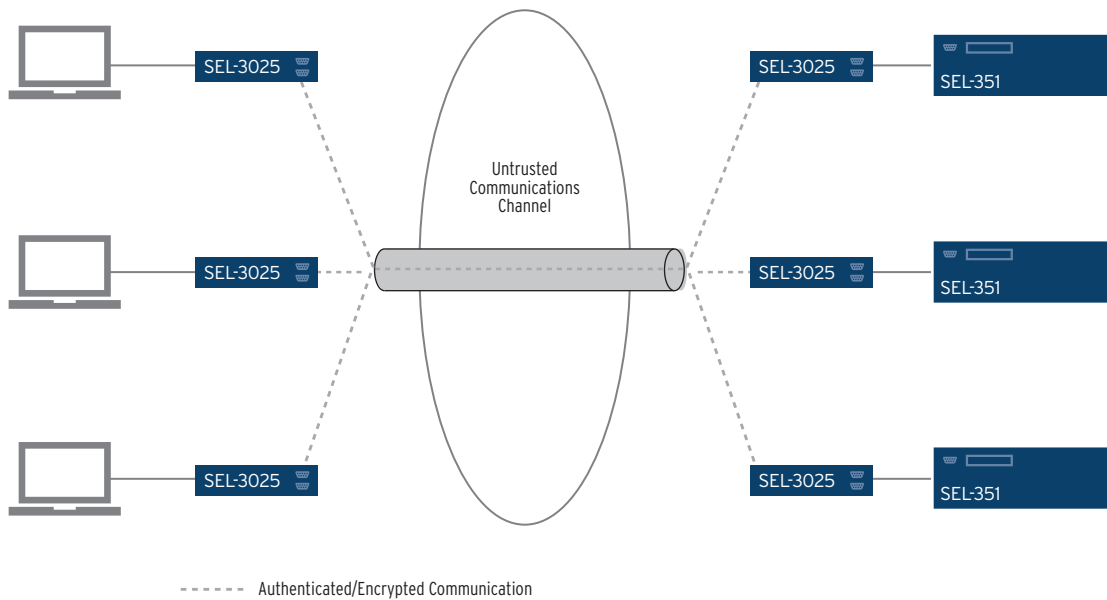 SEL-3025
SEL-3025
SEL-351
Untrusted
Communications
Channel
SEL-3025
SEL-3025
SEL-351
SEL-3025
SEL-3025
SEL-351
Authenticated/Encrypted Communication